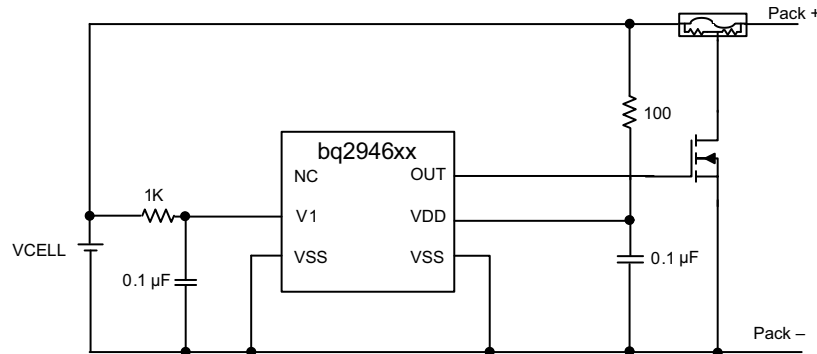 Pack +
100
bq2946xx
NC
OUT
1K
V1
VDD
VCELL
VSS
VSS
0.1 µF
0.1 µF
Pack –